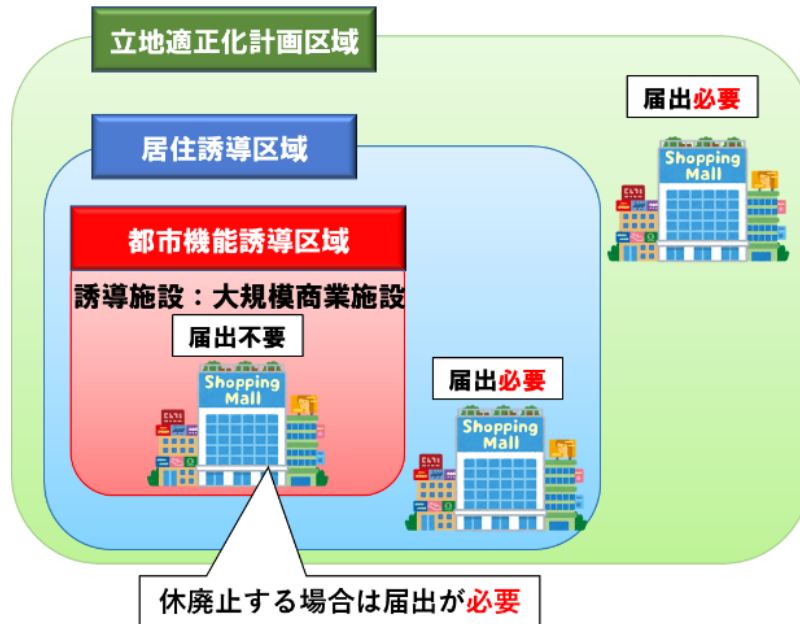 立地適正化計画区域
届出必要
居住誘導区域
Shopping
Mall
都市機能誘導区域
誘導施設：大規模商業施設
届出不要
届出必要
Shopping
Mall
Shopping
Mall
休廃止する場合は届出が必要